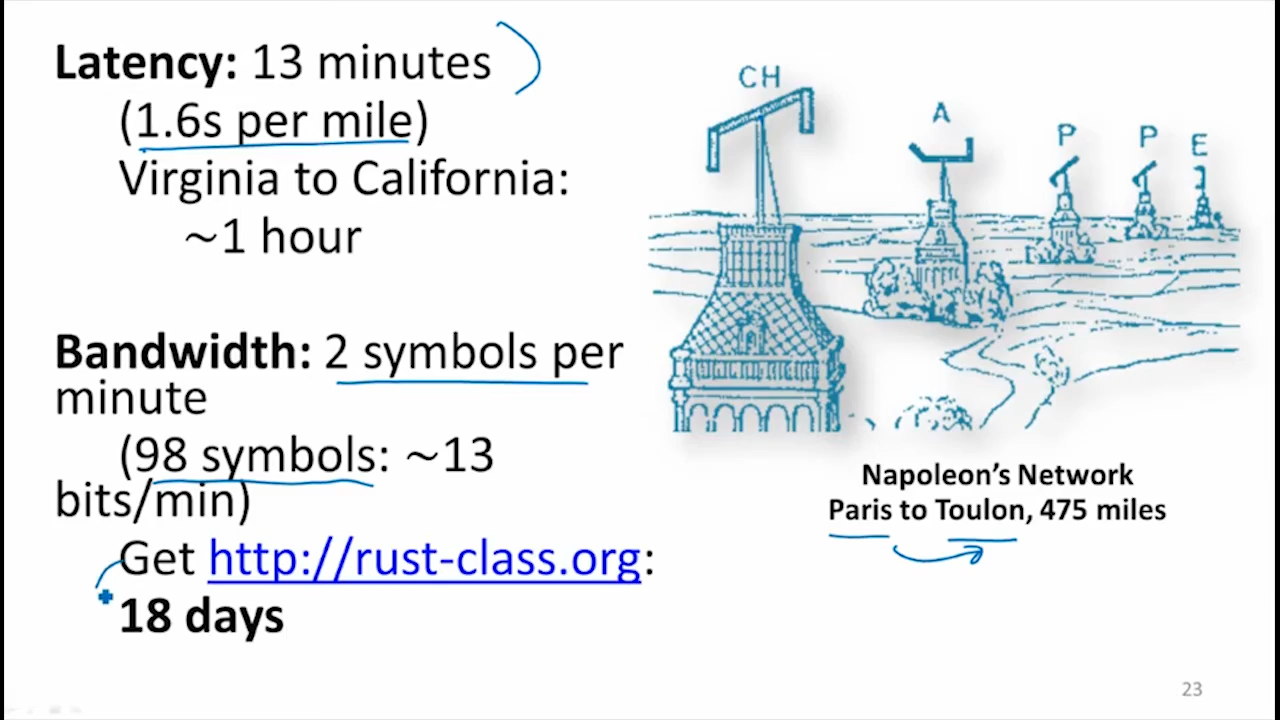 Latency: 13 minutes
(1.6s per mile)
Virginia to California:
~1 hour
Bandwidth: 2 symbols per
minute
(98 symbols: ~13
bits/min)
Get http://rust-class.org:
18 days
CH
A
P
P
E
Napoleon's Network
Paris to Toulon, 475 miles
23